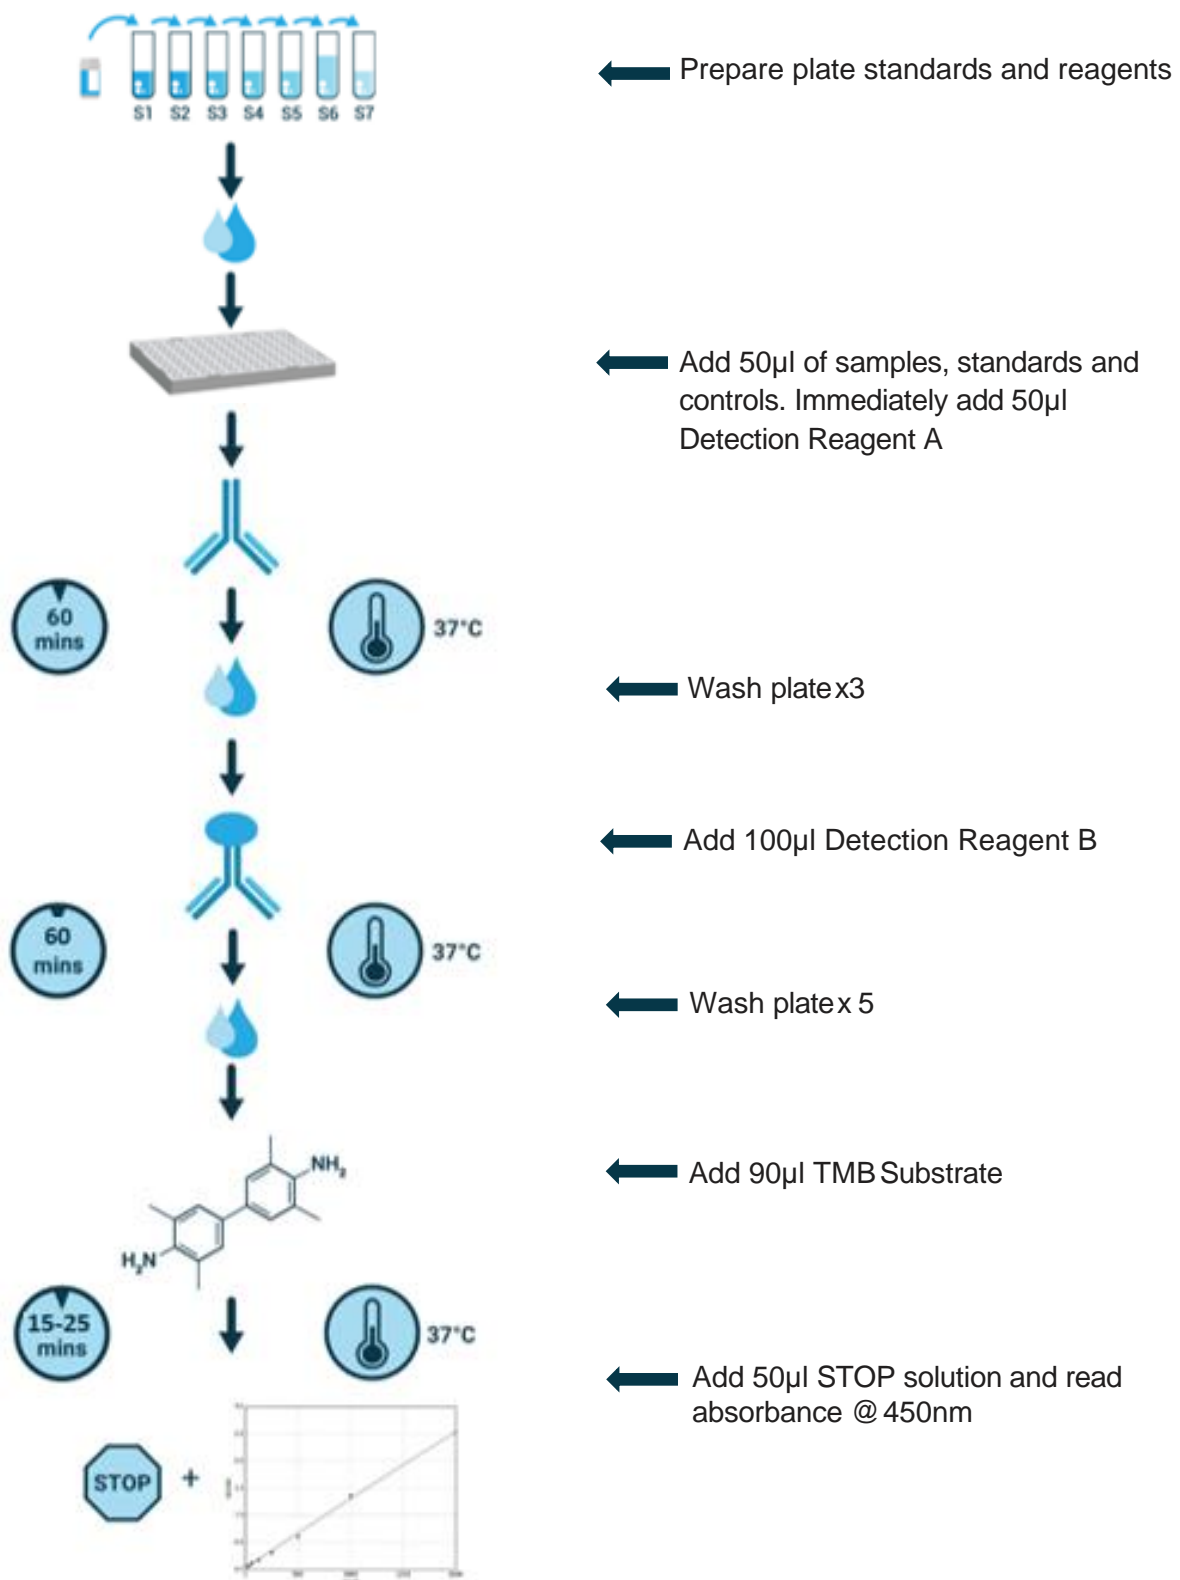 S1 S2 S3 S4 S5 S6 S7
Prepare plate standards and reagents
Add 50µl of samples, standards and
controls. Immediately add 50µl
Detection Reagent A
60
mins
37°C
Wash plate x3
Add 100µl Detection Reagent B
60
mins
37°C
Wash plate x 5
NH2
H2N
Add 90µl TMB Substrate
15-25
mins
37°C
Add 50µl STOP solution and read
absorbance @ 450nm
STOP +